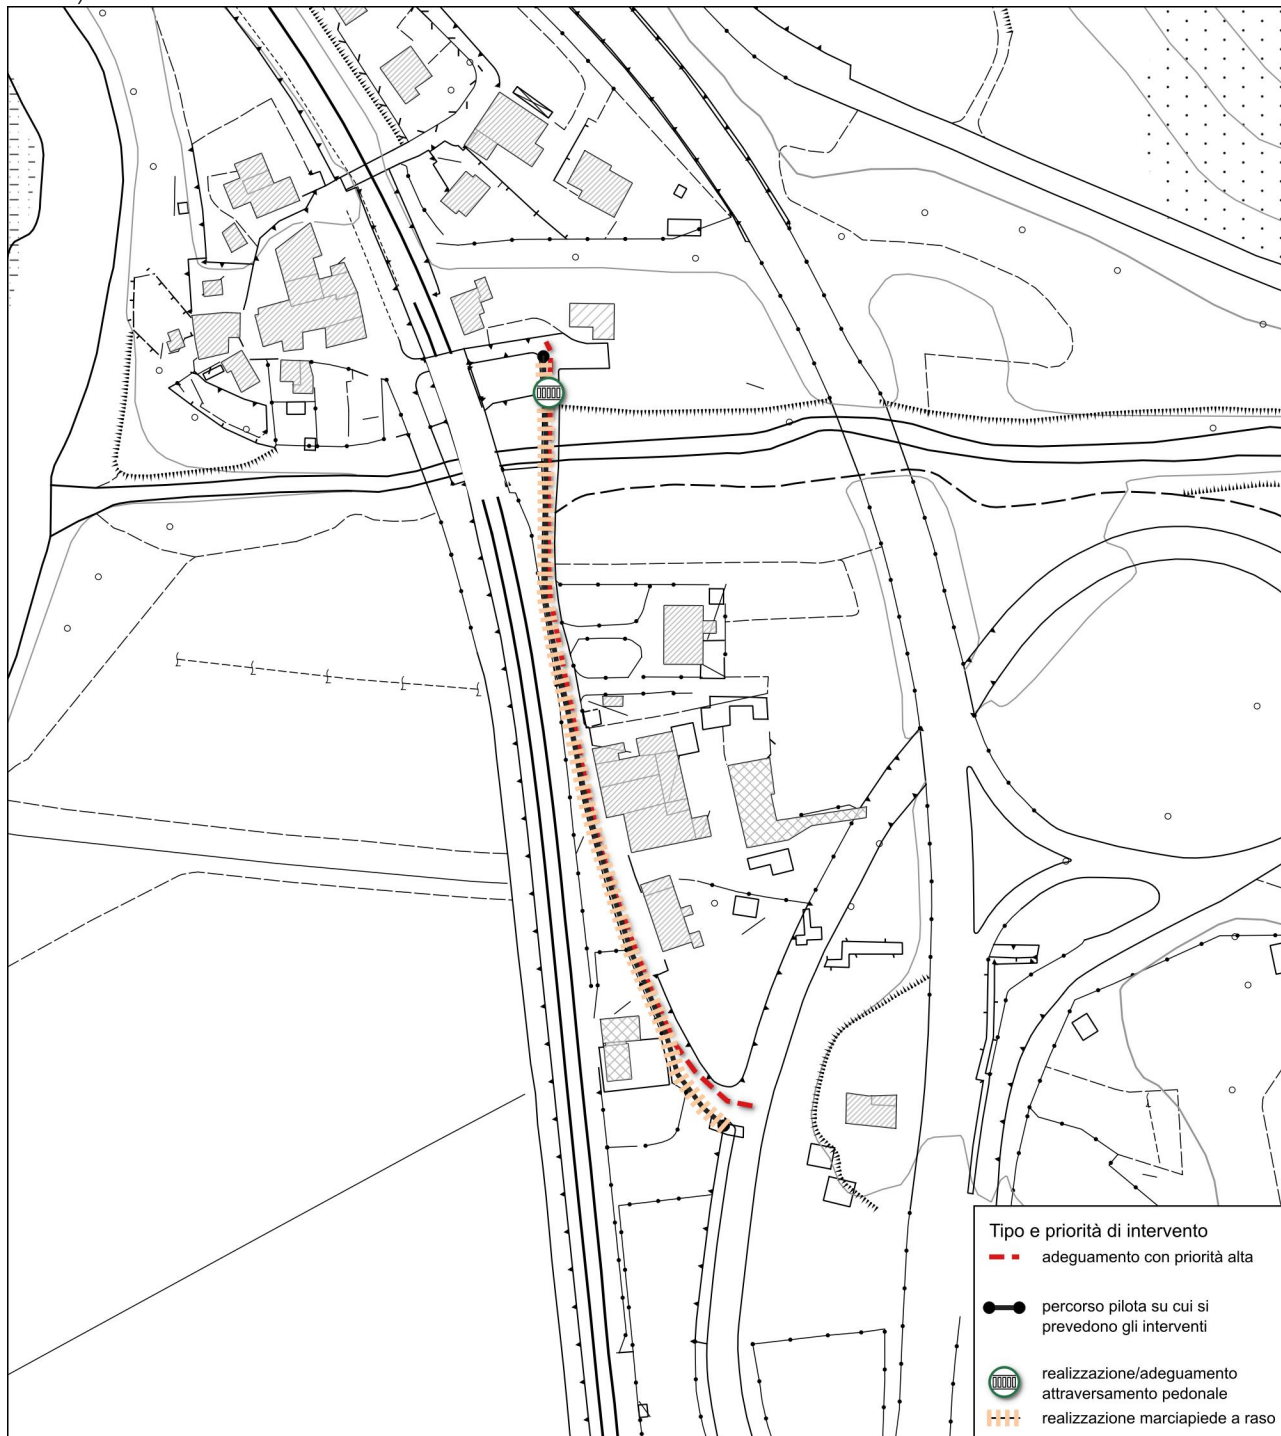 Tipo e priorità di intervento
adeguamento con priorità alta
percorso pilota su cui si
prevedono gli interventi
realizzazione/adeguamento
attraversamento pedonale
realizzazione marciapiede a raso